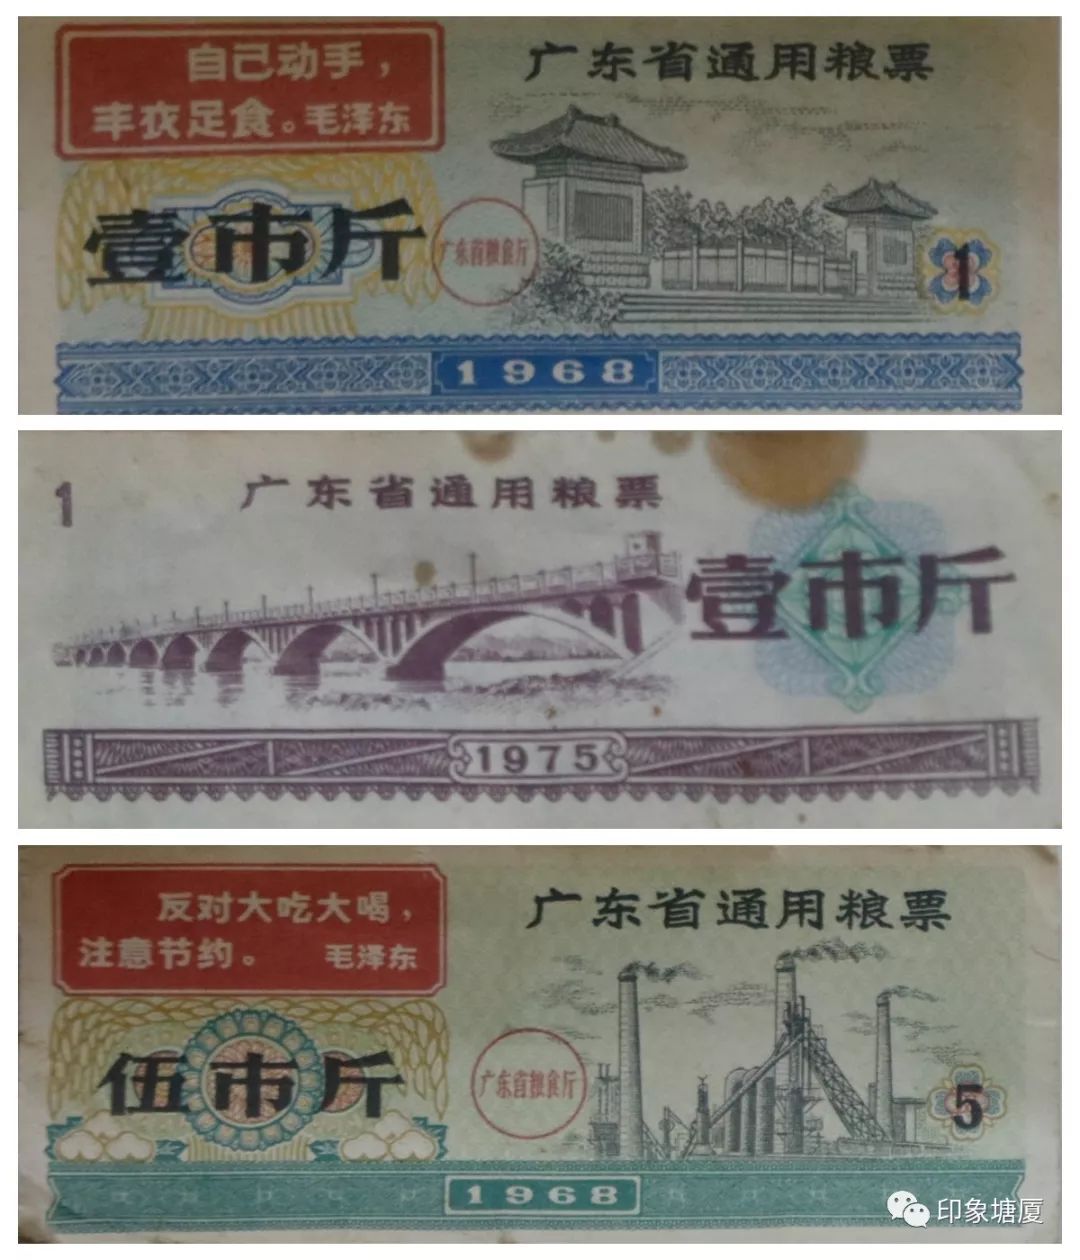 自己动手，
丰衣足食。毛泽东
广东省通用粮票
壹市斤
广东省粮食厅
1
1968
1
广东省通用粮票
壹市斤
1975
反对大吃大喝，
注意节约。 毛泽东
广东省通用粮票
伍市斤
广东省粮食厅
5
1968
印象塘厦